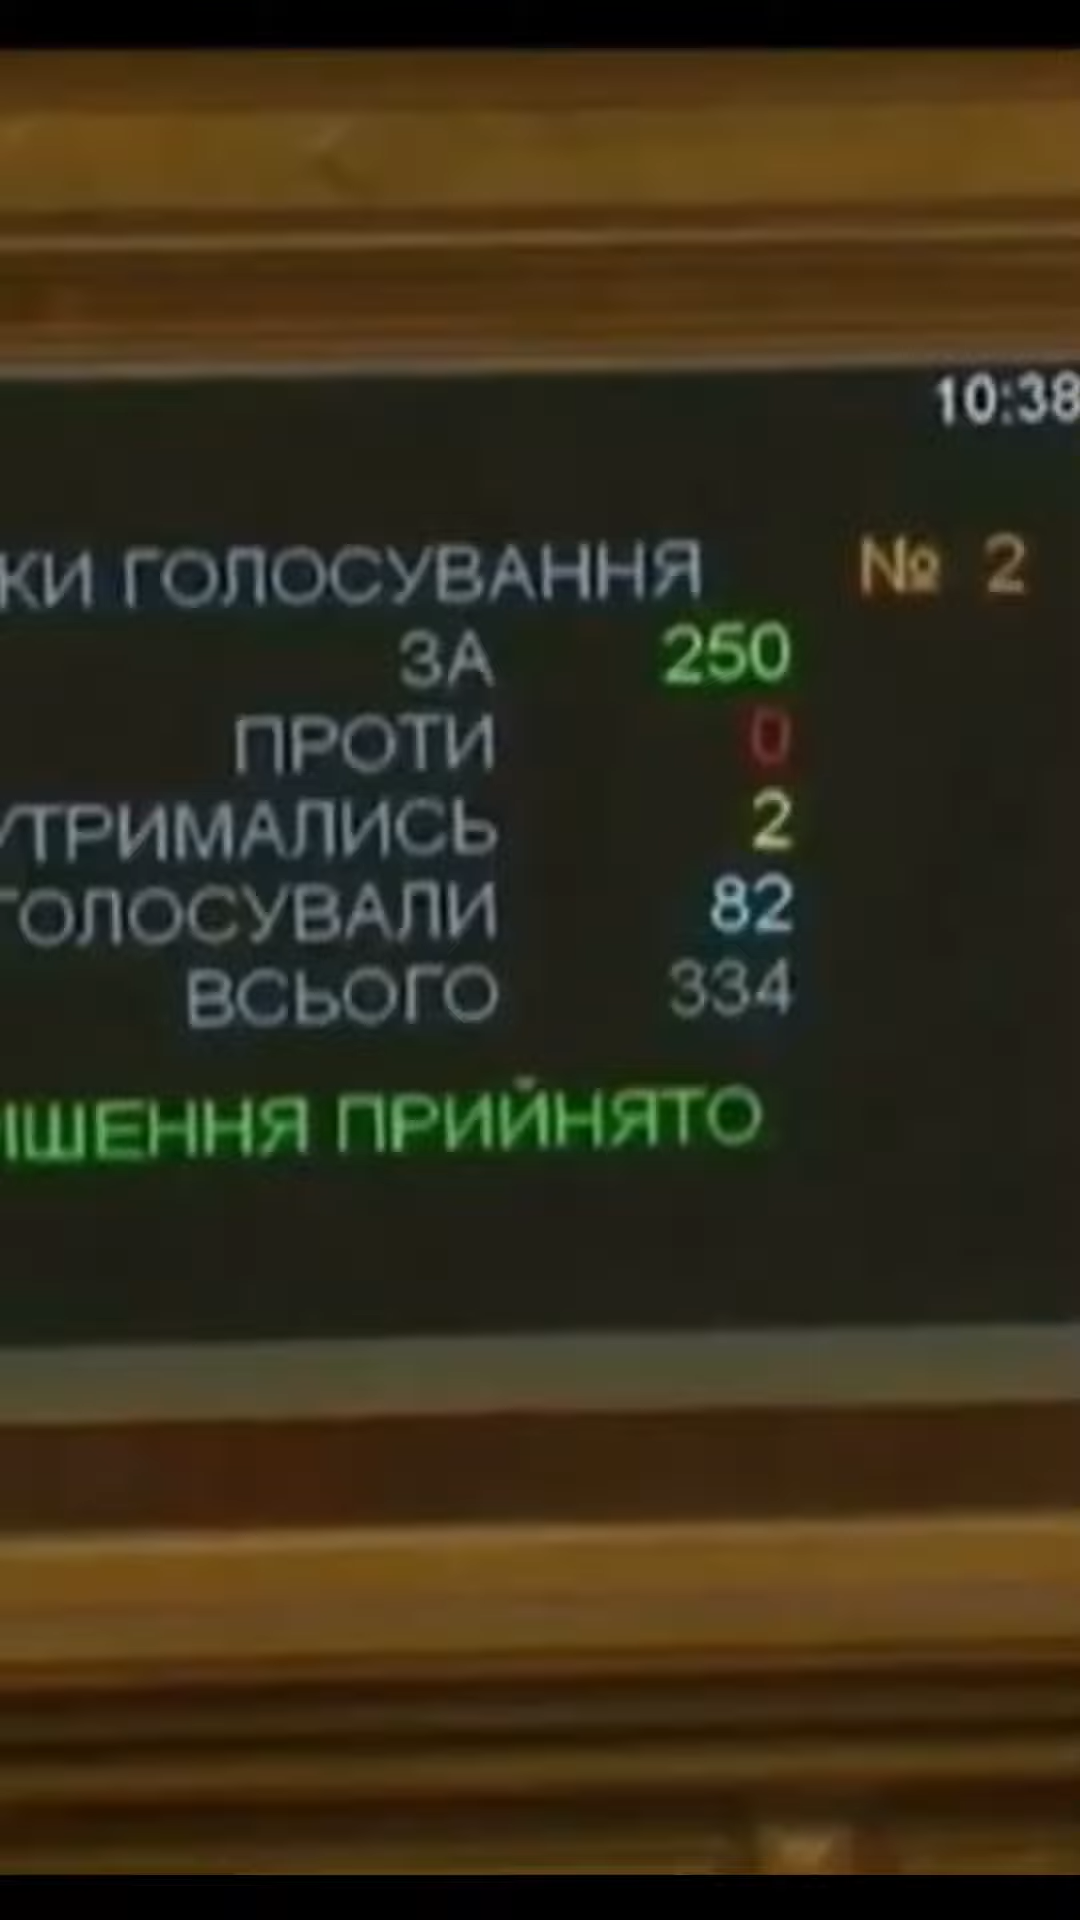 10:38
КИ ГОЛОСУВАННЯ № 2
ЗА 250
ПРОТИ 0
УТРИМАЛИСЬ 2
ГОЛОСУВАЛИ 82
ВСЬОГО 334
ІШЕННЯ ПРИЙНЯТО